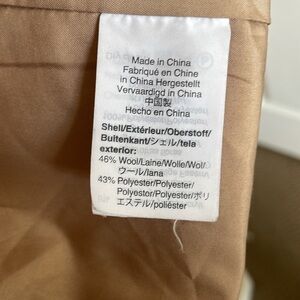 Made in China
Fabriqué en Chine
in China Hergestellt
Vervaardigd in China
中国製
Hecho en China
Shell/Extérieur/Oberstoff/
Buitenkant/シェル/tela
exterior:
46% Wool/Laine/Wolle/Wol/
ウール/lana
43% Polyester/Polyester/
Polyester/Polyester/ポリ
エステル/poliéster